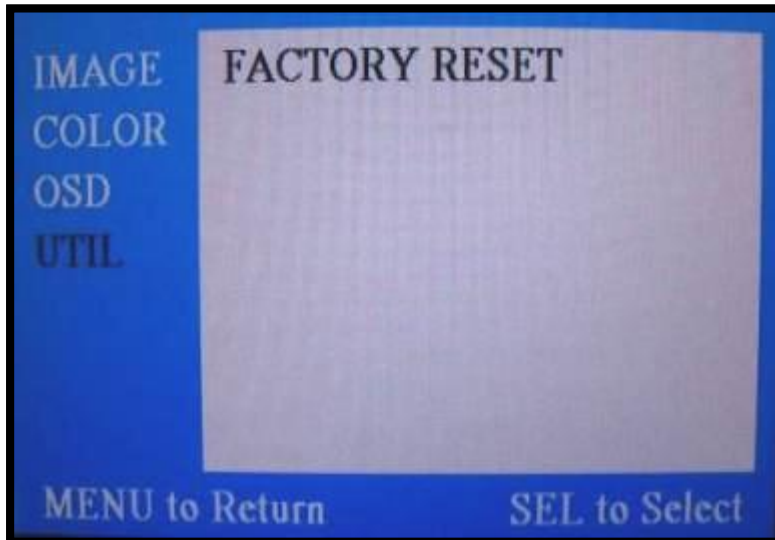 IMAGE
FACTORY RESET
COLOR
OSD
UTIL
MENU to Return
SEL to Select